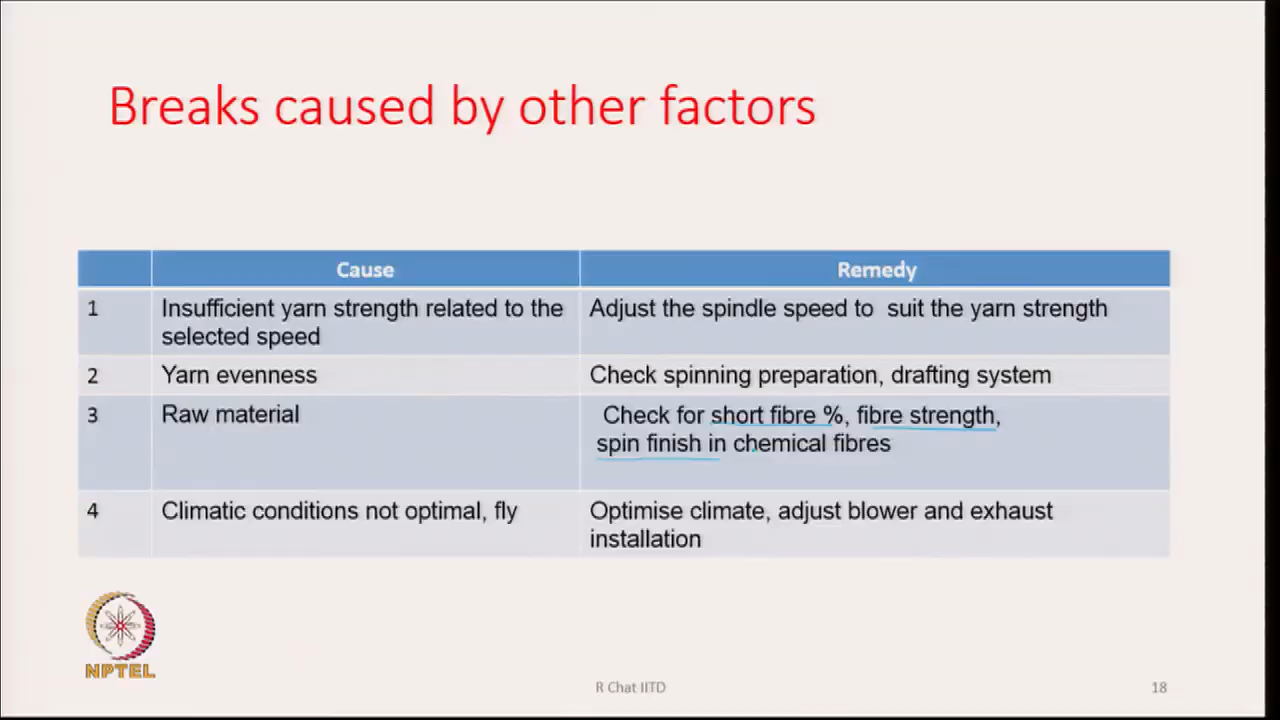 Breaks caused by other factors
Cause
Remedy
1
Insufficient yarn strength related to the
selected speed
Adjust the spindle speed to suit the yarn strength
2
Yarn evenness
Check spinning preparation, drafting system
3
Raw material
Check for short fibre %, fibre strength,
spin finish in chemical fibres
4
Climatic conditions not optimal, fly
Optimise climate, adjust blower and exhaust
installation
NPTEL
R Chat IITD
18